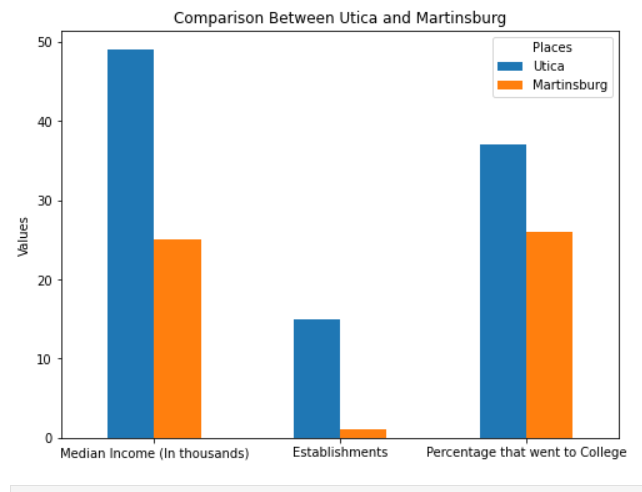 Comparison Between Utica and Martinsburg
Places
Utica
Martinsburg
Values
50
40
30
20
10
0
Median Income (In thousands)
Establishments
Percentage that went to College